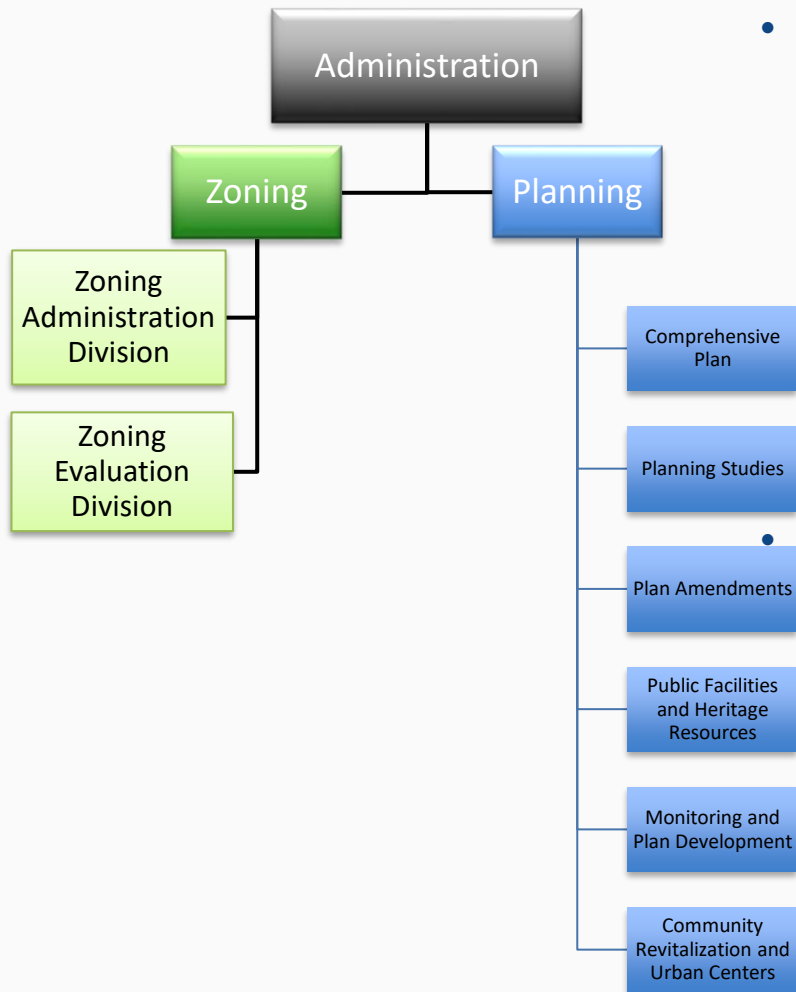 Administration
Zoning
Planning
Zoning
Administration
Division
Zoning
Evaluation
Division
Comprehensive
Plan
Planning Studies
Plan Amendments
Public Facilities
and Heritage
Resources
Monitoring and
Plan Development
Community
Revitalization and
Urban Centers